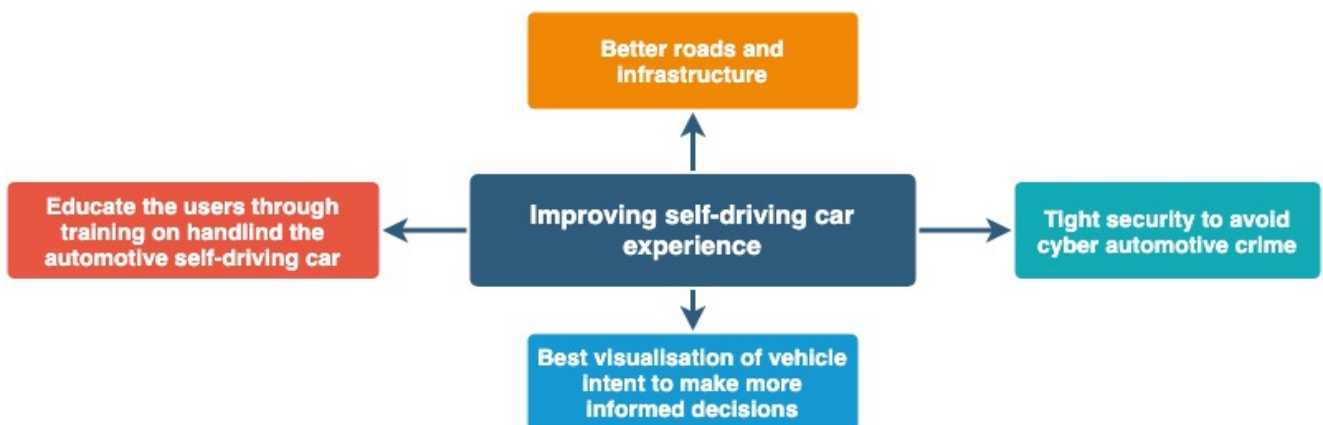 Better roads and
infrastructure
Educate the users through
training on handlind the
automotive self-driving car
Improving self-driving car
experience
Tight security to avoid
cyber automotive crime
Best visualisation of vehicle
intent to make more
informed decisions